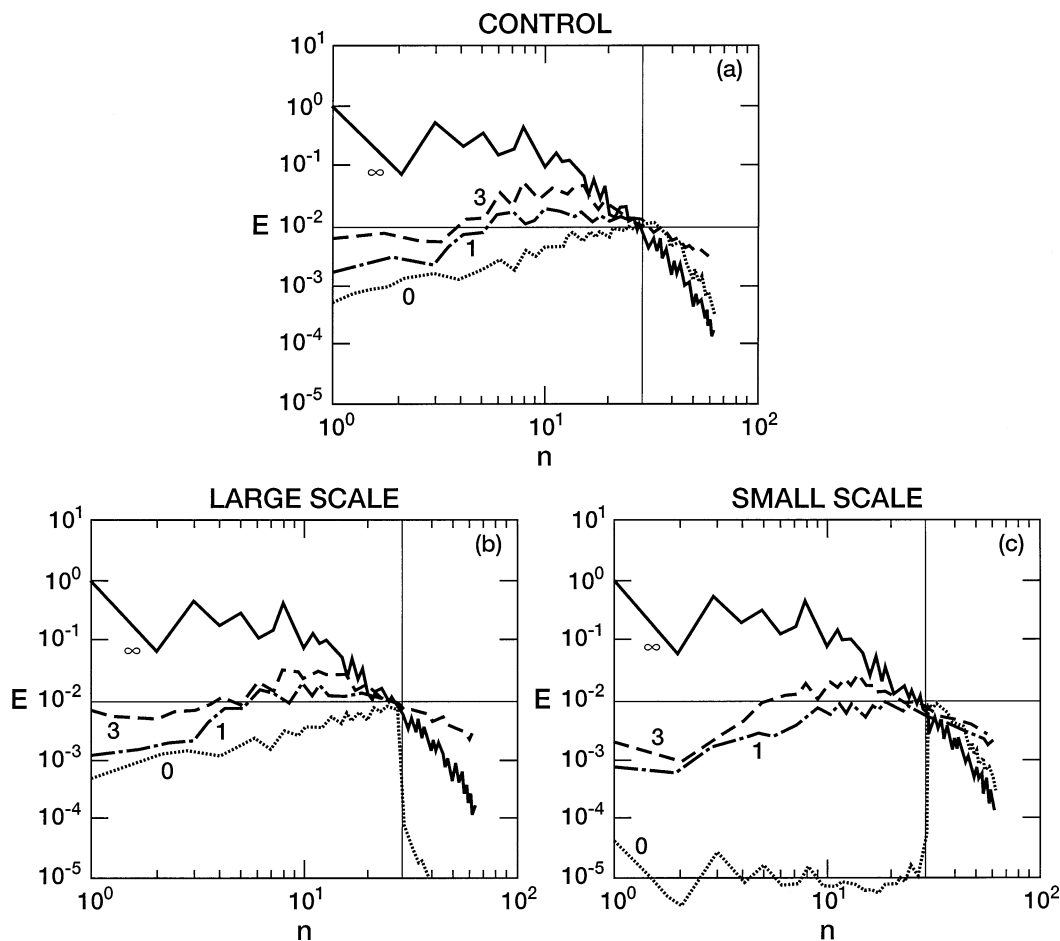 CONTROL
10^1
(a)
10^0
10^-1
∞
3
E 10^-2
1
10^-3
0
10^-4
10^-5
10^0 10^1 10^2
n
LARGE SCALE SMALL SCALE
10^1 (b) 10^1 (c)
10^0 10^0
10^-1 10^-1
∞ ∞
E 10^-2 E 10^-2
3 1 3
10^-3 0 10^-3 1
10^-4 10^-4
0
10^-5 10^-5
10^0 10^1 10^2 10^0 10^1 10^2
n n